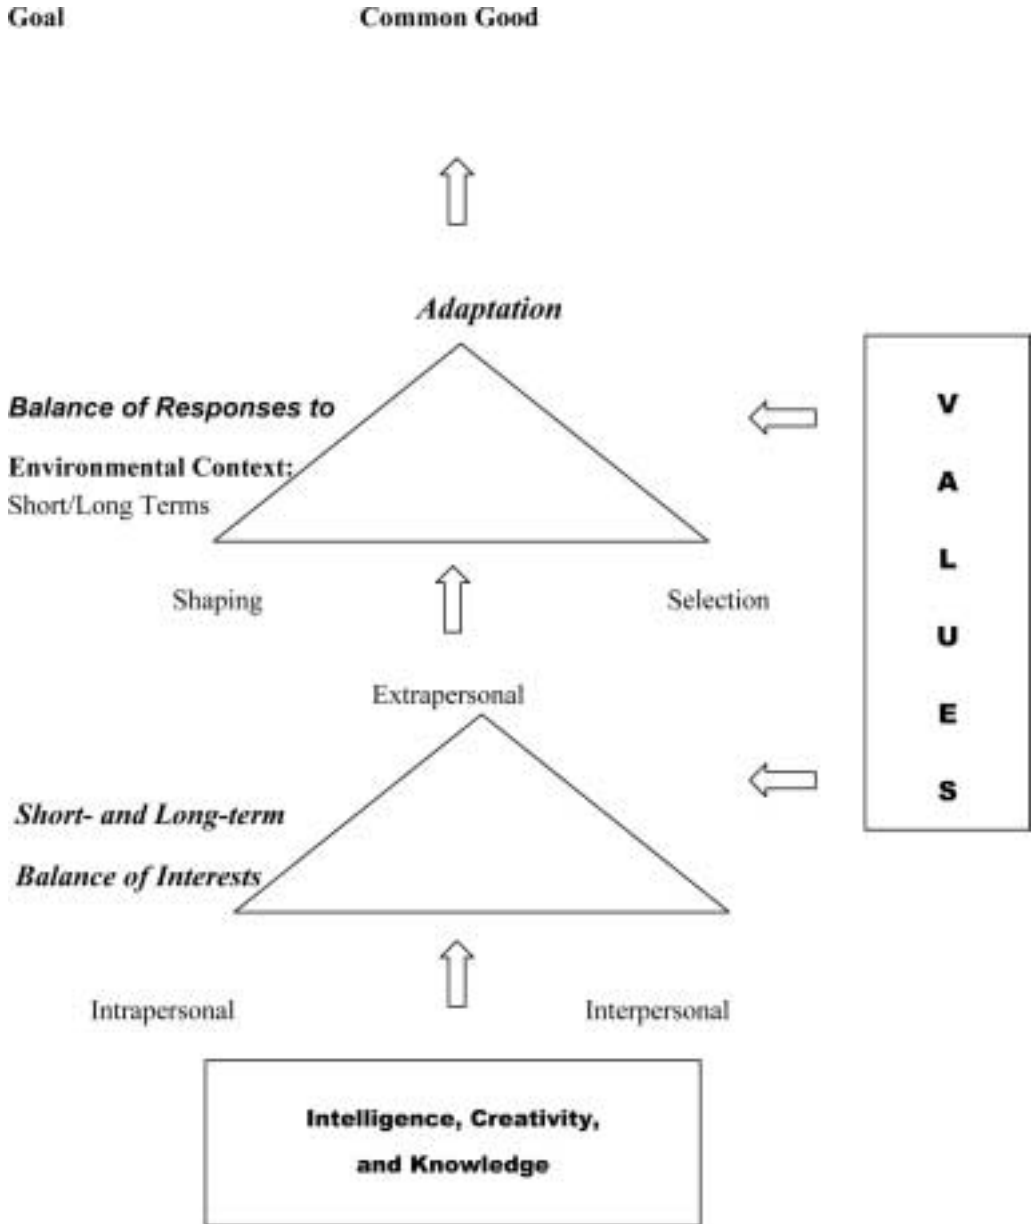 Goal
Common Good
Adaptation
Balance of Responses to
Environmental Context:
Short/Long Terms
Shaping
Selection
Extrapersonal
Short- and Long-term
Balance of Interests
Intrapersonal
Interpersonal
Intelligence, Creativity,
and Knowledge
V
A
L
U
E
S